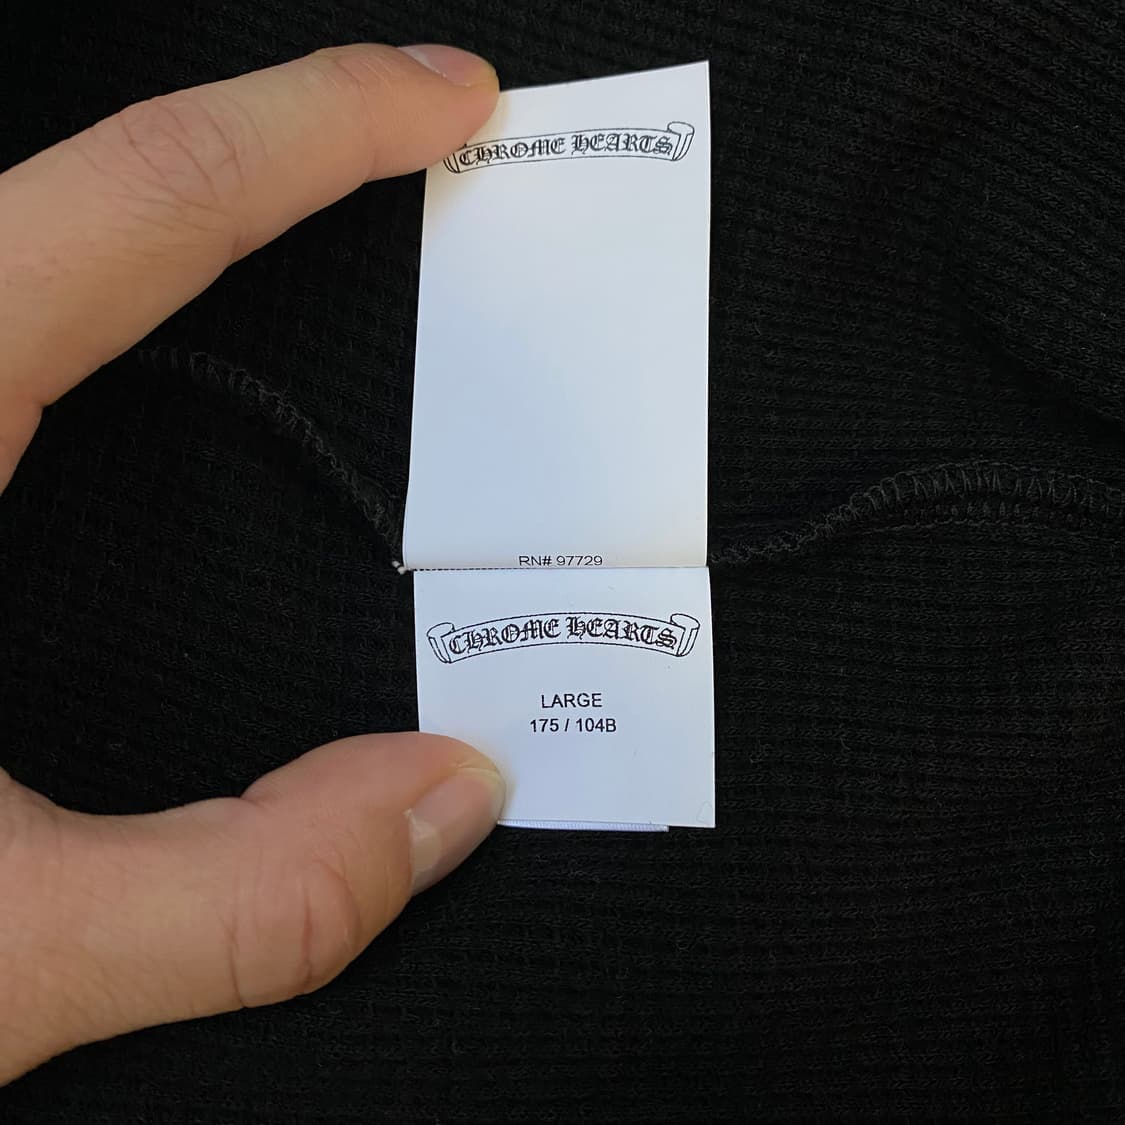 CHROME HEARTS
RN# 97729
CHROME HEARTS
LARGE
175 / 104B